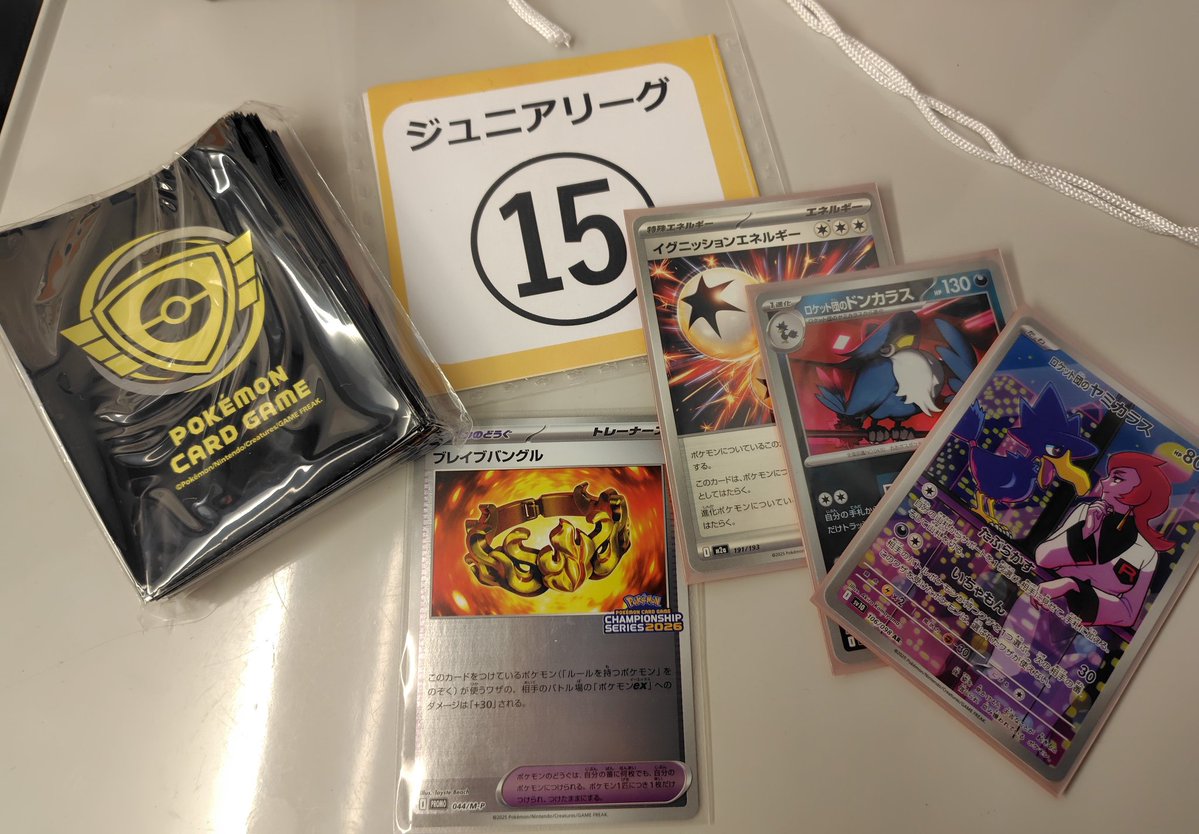 ジュニアリーグ
15
POKÉMON
CARD GAME
©Pokémon/Nintendo/Creatures/GAME FREAK.
トレーナーズ
ブレイブバングル
Pokémon
POKÉMON CARD GAME
CHAMPIONSHIP
SERIES 2026
このカードをつけているポケモン(「ルールを持つポケモン」を
のぞく)が使うワザの、相手のバトル場の「ポケモンex」への
ダメージは「+30」される。
ポケモンのどうぐは、自分の番に何枚でも、自分の
ポケモンにつけられる。ポケモン1匹につき1枚だけ
つけられ、つけたままにする。
PROMO 044/M-P
©2025 Pokémon/Nintendo/Creatures/GAME FREAK.
特殊エネルギー
エネルギー
イグニッションエネルギー
ポケモンについているこの
する。
このカードは、ポケモンに
としてはたらく。
進化ポケモンについてい
はたらく。
M2a 191/193
1進化
ロケット団のドンカラス
HP 130
自分の手札か
だけトラッ
ロケット団のヤミカラス
HP 80
たぶらかす
いちゃもん
30